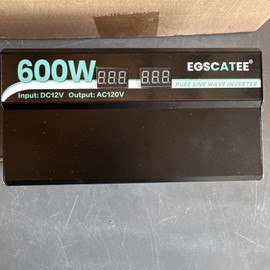 600W
EGSCATEE®
PURE SINE WAVE INVERTER
Input: DC12V Output: AC120V